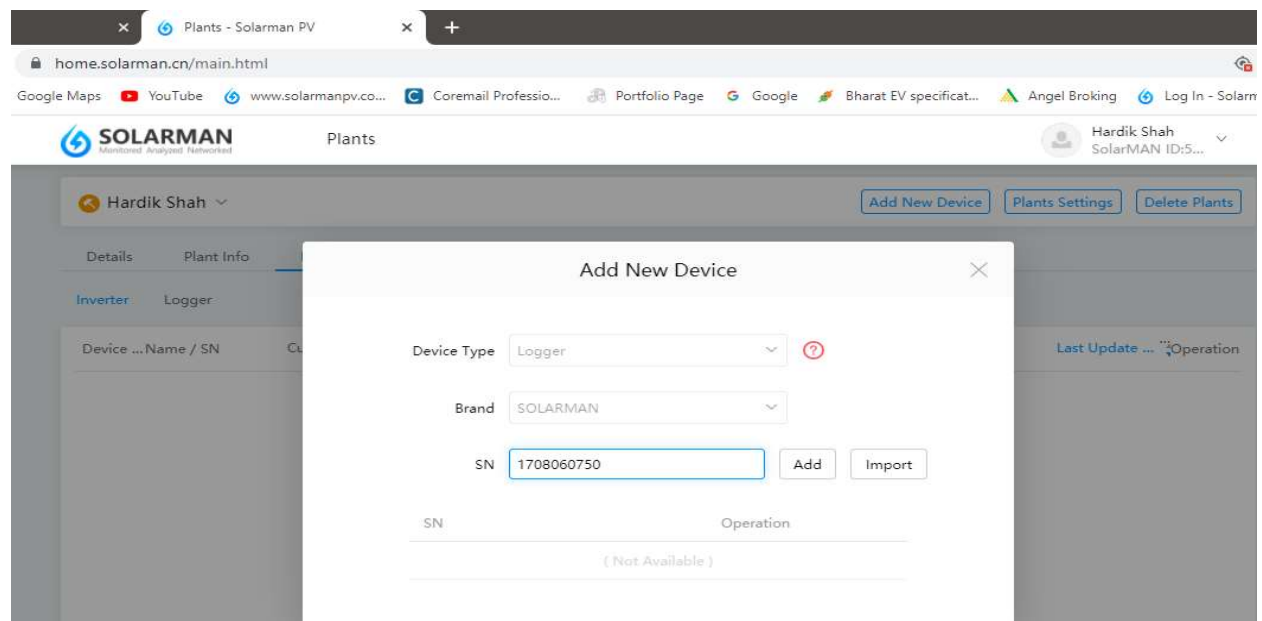 Plants - Solarman PV
home.solarman.cn/main.html
Google Maps YouTube www.solarmanpv.co... Coremail Professio... Portfolio Page Google Bharat EV specificat... Angel Broking Log In - Solarm
SOLARMAN Plants Hardik Shah
Monitored Analyzed Networked SolarMAN ID:5...
Hardik Shah Add New Device Plants Settings Delete Plants
Details Plant Info
Add New Device
Inverter Logger
Device ...Name / SN Cu Last Update ... Operation
Device Type Logger
Brand SOLARMAN
SN 1708060750 Add Import
SN Operation
( Not Available )